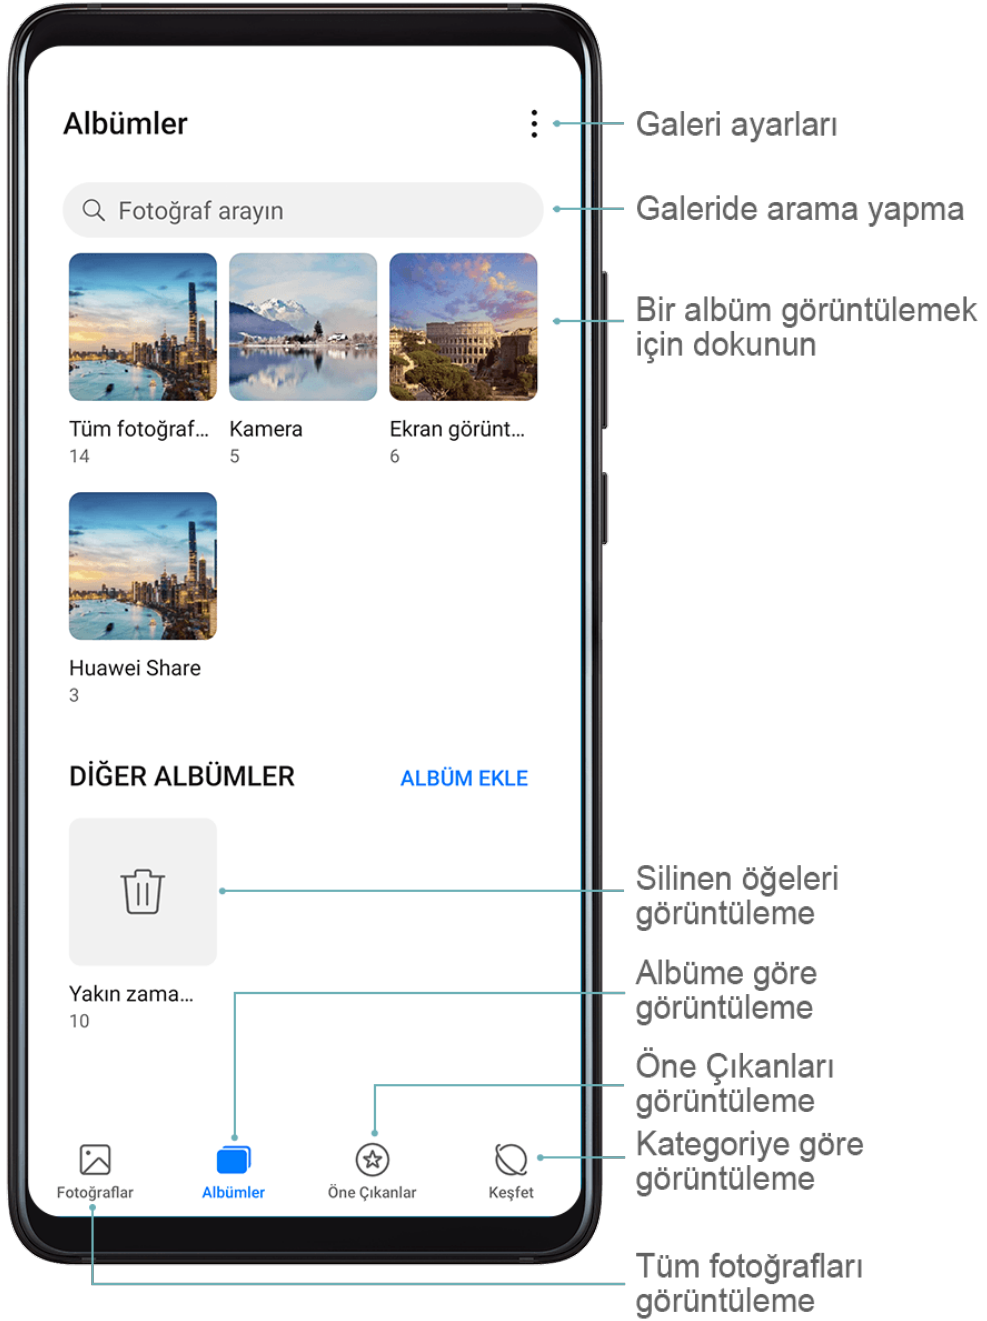 Albümler
Galeri ayarları
Fotoğraf arayın
Galeride arama yapma
Bir albüm görüntülemek
için dokunun
Tüm fotoğraf...
14
Kamera
5
Ekran görünt...
6
Huawei Share
3
DİĞER ALBÜMLER
ALBÜM EKLE
Silinen öğeleri
görüntüleme
Yakın zama...
10
Albüme göre
görüntüleme
Öne Çıkanları
görüntüleme
Kategoriye göre
görüntüleme
Fotoğraflar
Albümler
Öne Çıkanlar
Keşfet
Tüm fotoğrafları
görüntüleme